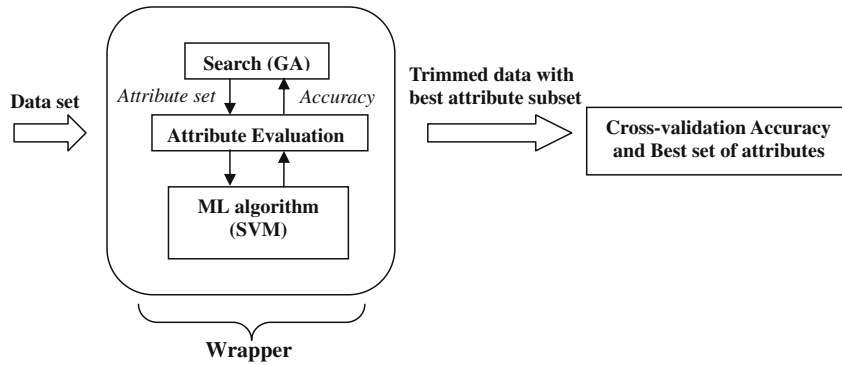 Data set
Search (GA)
Attribute set
Accuracy
Attribute Evaluation
ML algorithm
(SVM)
Wrapper
Trimmed data with
best attribute subset
Cross-validation Accuracy
and Best set of attributes